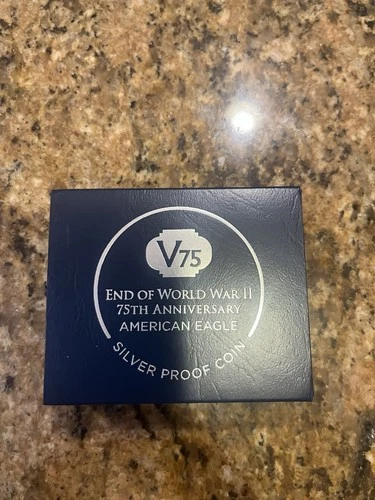 V75
END OF WORLD WAR II
75TH ANNIVERSARY
AMERICAN EAGLE
SILVER PROOF COIN